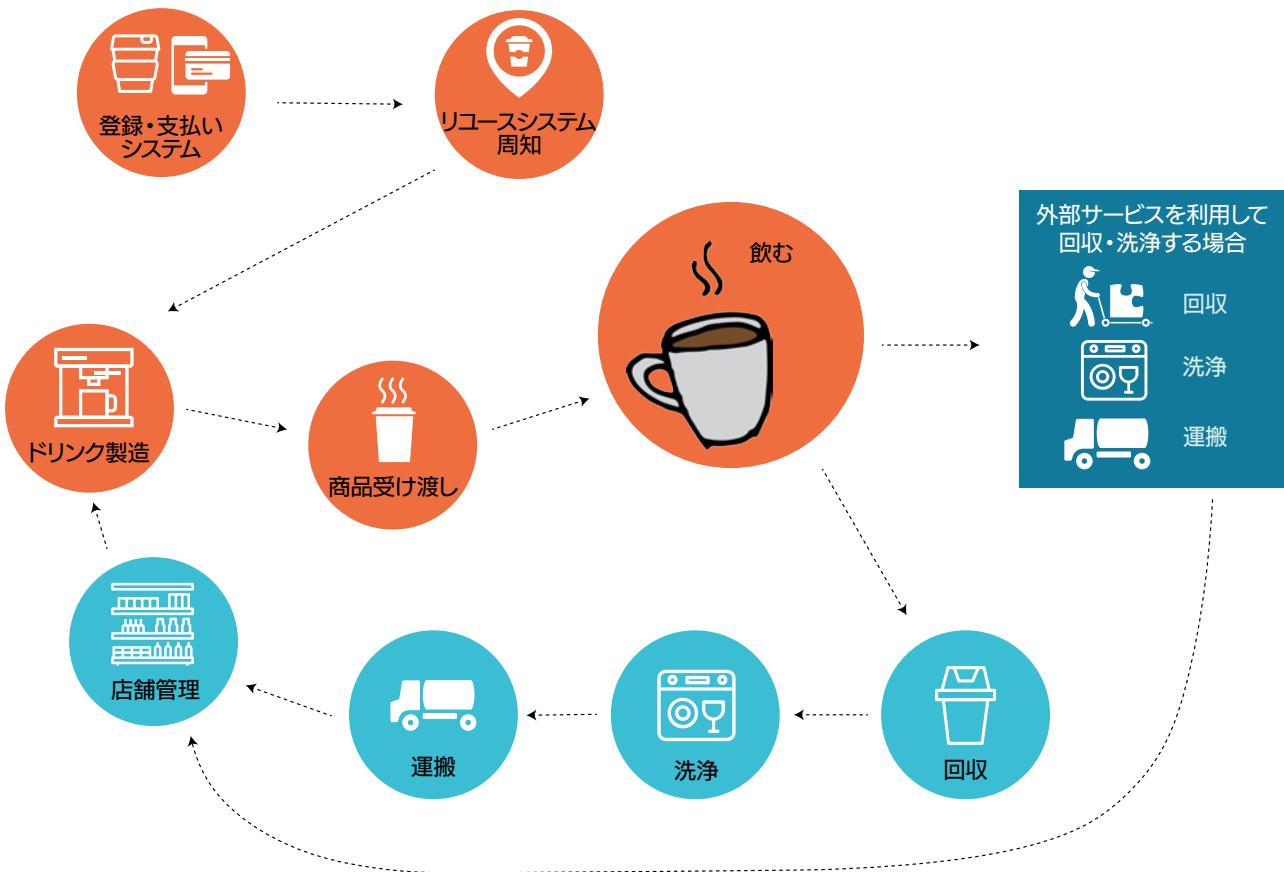 登録・支払い
システム
リユースシステム
周知
飲む
外部サービスを利用して
回収・洗浄する場合
回収
洗浄
運搬
ドリンク製造
商品受け渡し
店舗管理
運搬
洗浄
回収